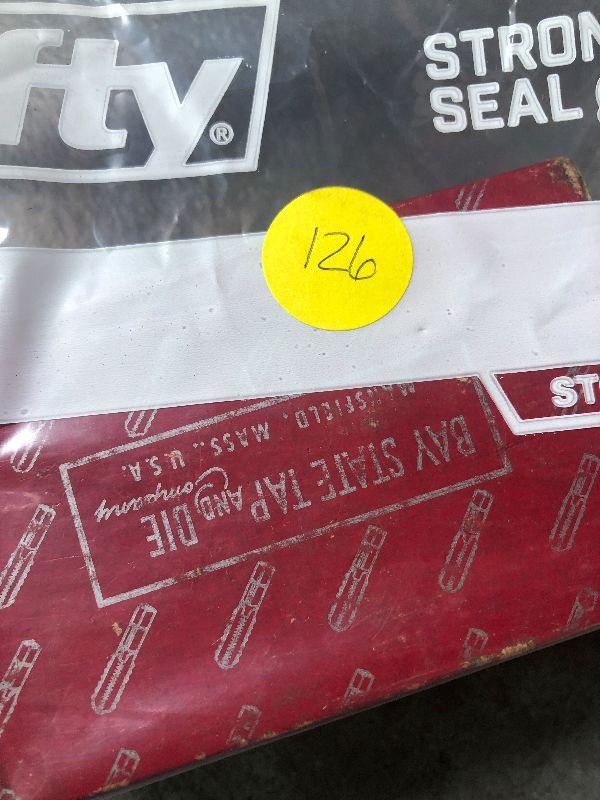 fty®
STRON
SEAL
126
ST
BAY STATE TAP AND DIE
Company
MANSFIELD, MASS., U.S.A.